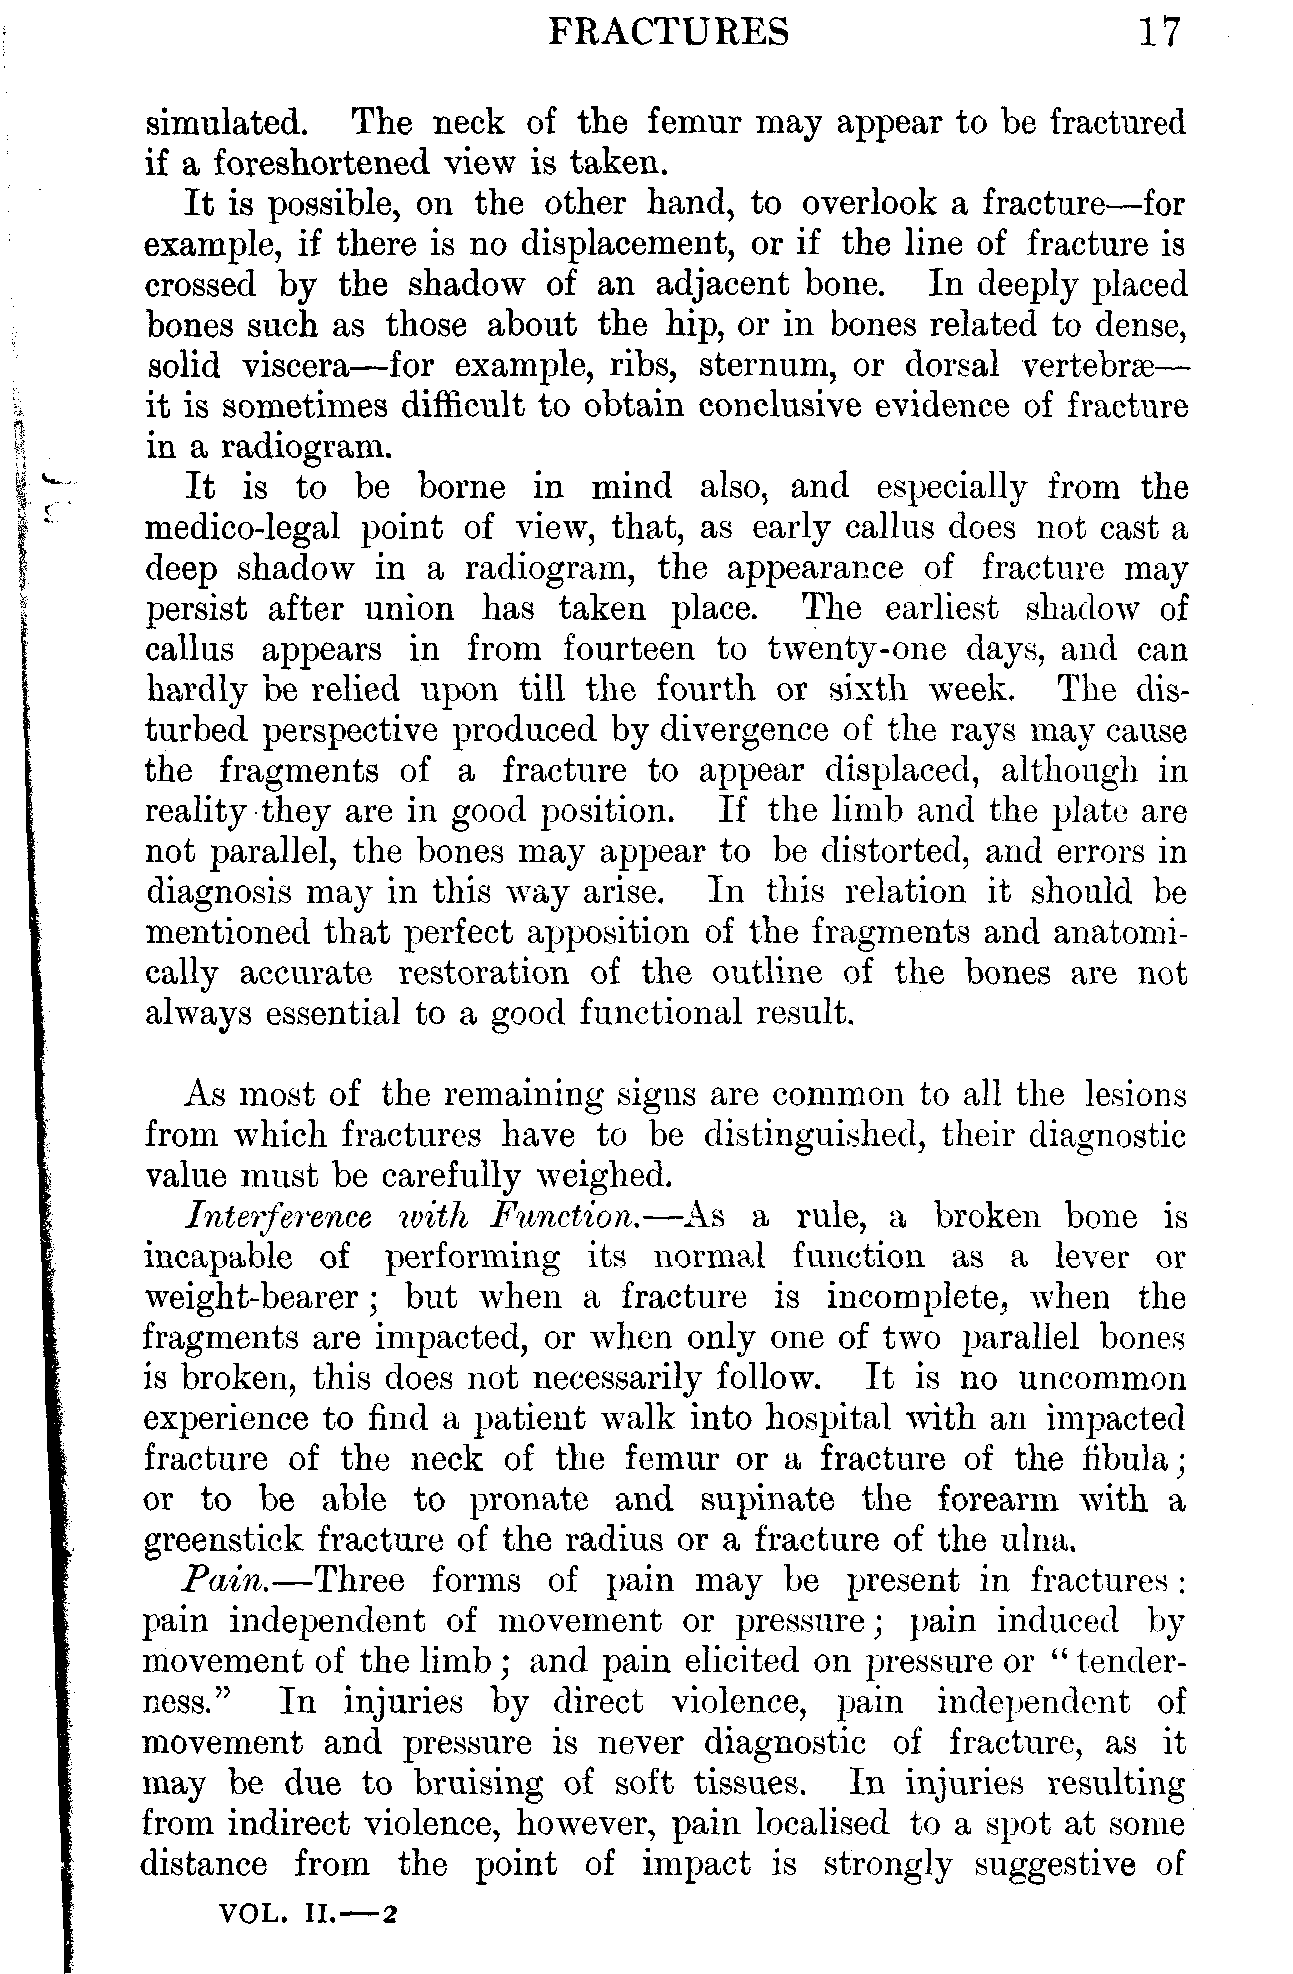 FRACTURES 17
simulated. The neck of the femur may appear to be fractured
if a foreshortened view is taken.
It is possible, on the other hand, to overlook a fracture—for
example, if there is no displacement, or if the line of fracture is
crossed by the shadow of an adjacent bone. In deeply placed
bones such as those about the hip, or in bones related to dense,
solid viscera—for example, ribs, sternum, or dorsal vertebræ—
it is sometimes difficult to obtain conclusive evidence of fracture
in a radiogram.
It is to be borne in mind also, and especially from the
medico-legal point of view, that, as early callus does not cast a
deep shadow in a radiogram, the appearance of fracture may
persist after union has taken place. The earliest shadow of
callus appears in from fourteen to twenty-one days, and can
hardly be relied upon till the fourth or sixth week. The dis-
turbed perspective produced by divergence of the rays may cause
the fragments of a fracture to appear displaced, although in
reality they are in good position. If the limb and the plate are
not parallel, the bones may appear to be distorted, and errors in
diagnosis may in this way arise. In this relation it should be
mentioned that perfect apposition of the fragments and anatomi-
cally accurate restoration of the outline of the bones are not
always essential to a good functional result.
As most of the remaining signs are common to all the lesions
from which fractures have to be distinguished, their diagnostic
value must be carefully weighed.
Interference with Function.—As a rule, a broken bone is
incapable of performing its normal function as a lever or
weight-bearer ; but when a fracture is incomplete, when the
fragments are impacted, or when only one of two parallel bones
is broken, this does not necessarily follow. It is no uncommon
experience to find a patient walk into hospital with an impacted
fracture of the neck of the femur or a fracture of the fibula ;
or to be able to pronate and supinate the forearm with a
greenstick fracture of the radius or a fracture of the ulna.
Pain.—Three forms of pain may be present in fractures :
pain independent of movement or pressure ; pain induced by
movement of the limb ; and pain elicited on pressure or “ tender-
ness.” In injuries by direct violence, pain independent of
movement and pressure is never diagnostic of fracture, as it
may be due to bruising of soft tissues. In injuries resulting
from indirect violence, however, pain localised to a spot at some
distance from the point of impact is strongly suggestive of
VOL. II.—2